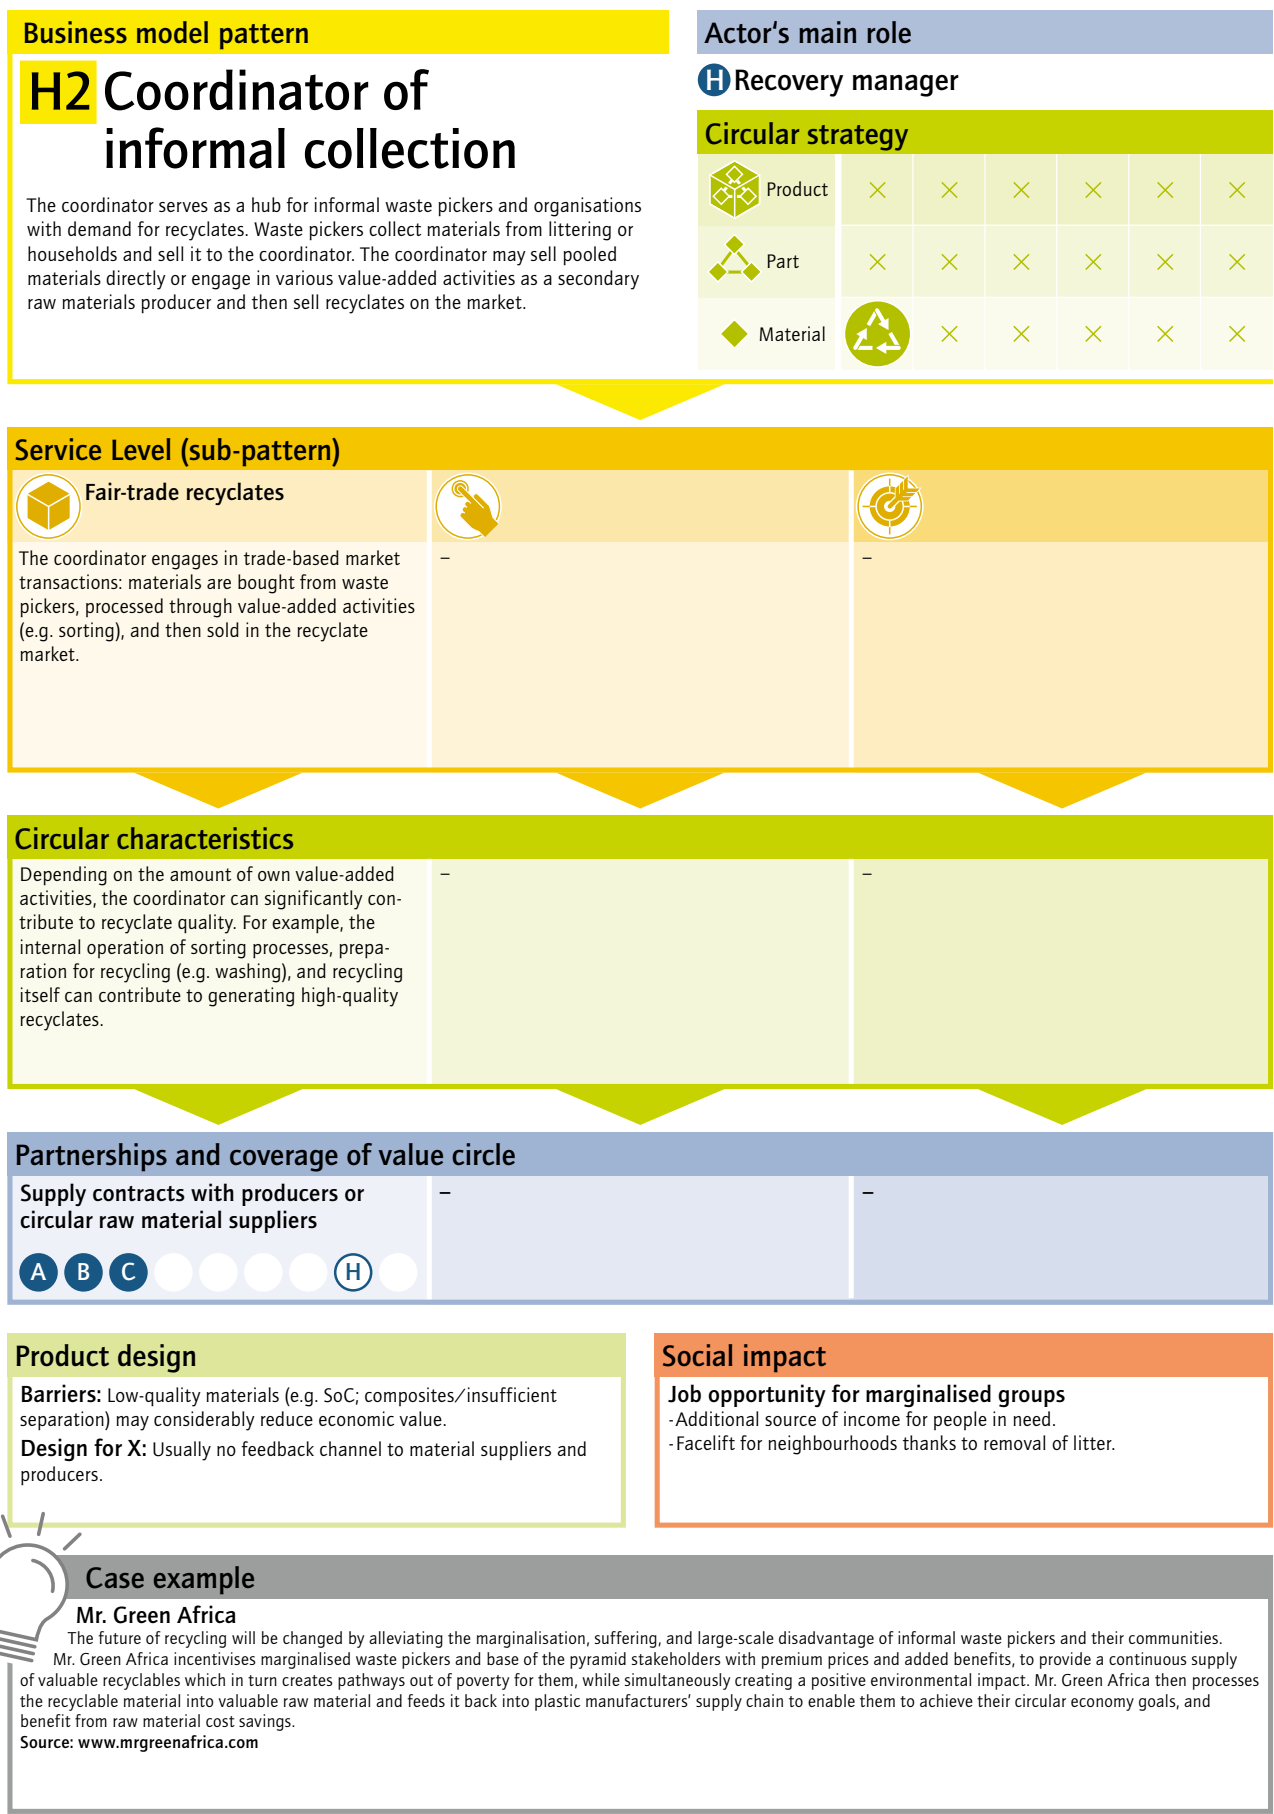 Business model pattern
H2 Coordinator of
informal collection
The coordinator serves as a hub for informal waste pickers and organisations
with demand for recyclates. Waste pickers collect materials from littering or
households and sell it to the coordinator. The coordinator may sell pooled
materials directly or engage in various value-added activities as a secondary
raw materials producer and then sell recyclates on the market.
Actor's main role
H Recovery manager
Circular strategy
Product
Part
Material
Service Level (sub-pattern)
Fair-trade recyclates
The coordinator engages in trade-based market
transactions: materials are bought from waste
pickers, processed through value-added activities
(e.g. sorting), and then sold in the recyclate
market.
–
–
Circular characteristics
Depending on the amount of own value-added
activities, the coordinator can significantly con-
tribute to recyclate quality. For example, the
internal operation of sorting processes, prepa-
ration for recycling (e.g. washing), and recycling
itself can contribute to generating high-quality
recyclates.
–
–
Partnerships and coverage of value circle
Supply contracts with producers or
circular raw material suppliers
A B C H
–
–
Product design
Barriers: Low-quality materials (e.g. SoC; composites/insufficient
separation) may considerably reduce economic value.
Design for X: Usually no feedback channel to material suppliers and
producers.
Social impact
Job opportunity for marginalised groups
-Additional source of income for people in need.
-Facelift for neighbourhoods thanks to removal of litter.
Case example
Mr. Green Africa
The future of recycling will be changed by alleviating the marginalisation, suffering, and large-scale disadvantage of informal waste pickers and their communities.
Mr. Green Africa incentivises marginalised waste pickers and base of the pyramid stakeholders with premium prices and added benefits, to provide a continuous supply
of valuable recyclables which in turn creates pathways out of poverty for them, while simultaneously creating a positive environmental impact. Mr. Green Africa then processes
the recyclable material into valuable raw material and feeds it back into plastic manufacturers' supply chain to enable them to achieve their circular economy goals, and
benefit from raw material cost savings.
Source: www.mrgreenafrica.com